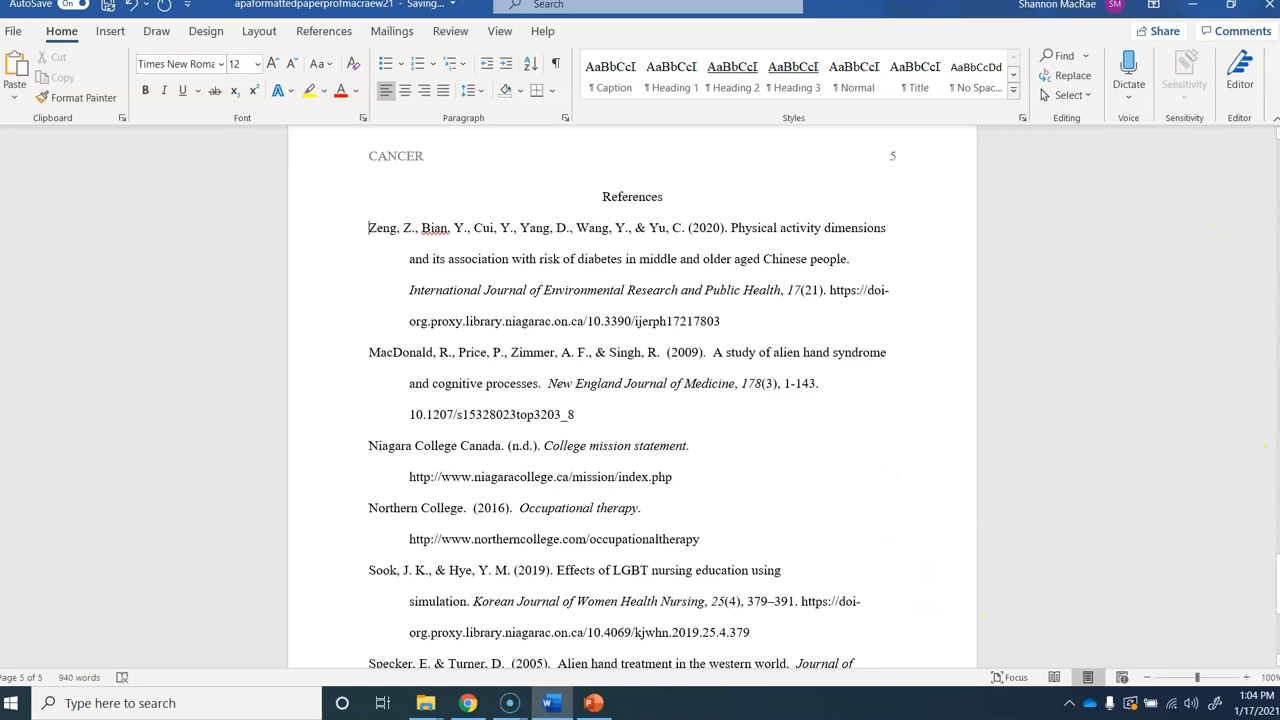 AutoSave On apaformattedpaperofmacraew21 - Saving... Search Shannon MacRae SM
File Home Insert Draw Design Layout References Mailings Review View Help Share Comments
Paste Cut Copy Format Painter
Times New Roma 12 Aa
B I U ab x₂ x² A A
AaBbCcI AaBbCcI AaBbCcI AaBbCcI AaBbCcI AaBbCcI AaBbCcDd
¶ Caption ¶ Heading 1 ¶ Heading 2 ¶ Heading 3 ¶ Normal ¶ Title ¶ No Spac...
Find Replace Select Dictate Sensitivity Editor
Clipboard Font Paragraph Styles Editing Voice Sensitivity Editor
CANCER 5
References
Zeng, Z., Bian, Y., Cui, Y., Yang, D., Wang, Y., & Yu, C. (2020). Physical activity dimensions
and its association with risk of diabetes in middle and older aged Chinese people.
International Journal of Environmental Research and Public Health, 17(21). https://doi-
org.proxy.library.niagarac.on.ca/10.3390/ijerph17217803
MacDonald, R., Price, P., Zimmer, A. F., & Singh, R. (2009). A study of alien hand syndrome
and cognitive processes. New England Journal of Medicine, 178(3), 1-143.
10.1207/s15328023top3203_8
Niagara College Canada. (n.d.). College mission statement.
http://www.niagaracollege.ca/mission/index.php
Northern College. (2016). Occupational therapy.
http://www.northerncollege.com/occupationaltherapy
Sook, J. K., & Hye, Y. M. (2019). Effects of LGBT nursing education using
simulation. Korean Journal of Women Health Nursing, 25(4), 379–391. https://doi-
org.proxy.library.niagarac.on.ca/10.4069/kjwhn.2019.25.4.379
Specker, E. & Turner, D. (2005). Alien hand treatment in the western world. Journal of
Page 5 of 5 940 words Focus 100%
Type here to search 1:04 PM
1/17/2021